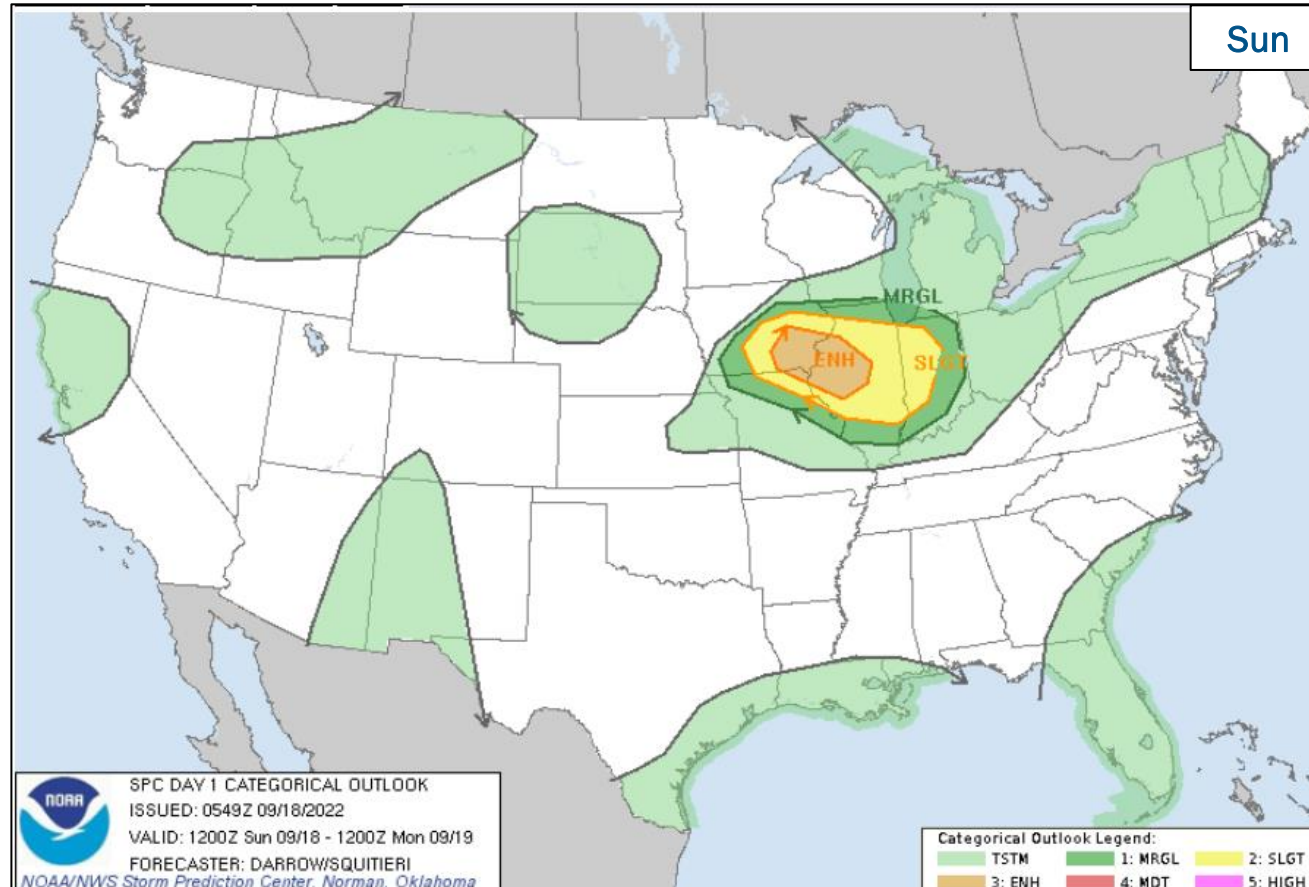 Sun
MRGL
ENH
SLGT
NOAA
SPC DAY 1 CATEGORICAL OUTLOOK
ISSUED: 0549Z 09/18/2022
VALID: 1200Z Sun 09/18 - 1200Z Mon 09/19
FORECASTER: DARROW/SQUITIERI
NOAA/NWS Storm Prediction Center, Norman, Oklahoma
Categorical Outlook Legend:
TSTM 1: MRGL 2: SLGT
3: ENH 4: MDT 5: HIGH